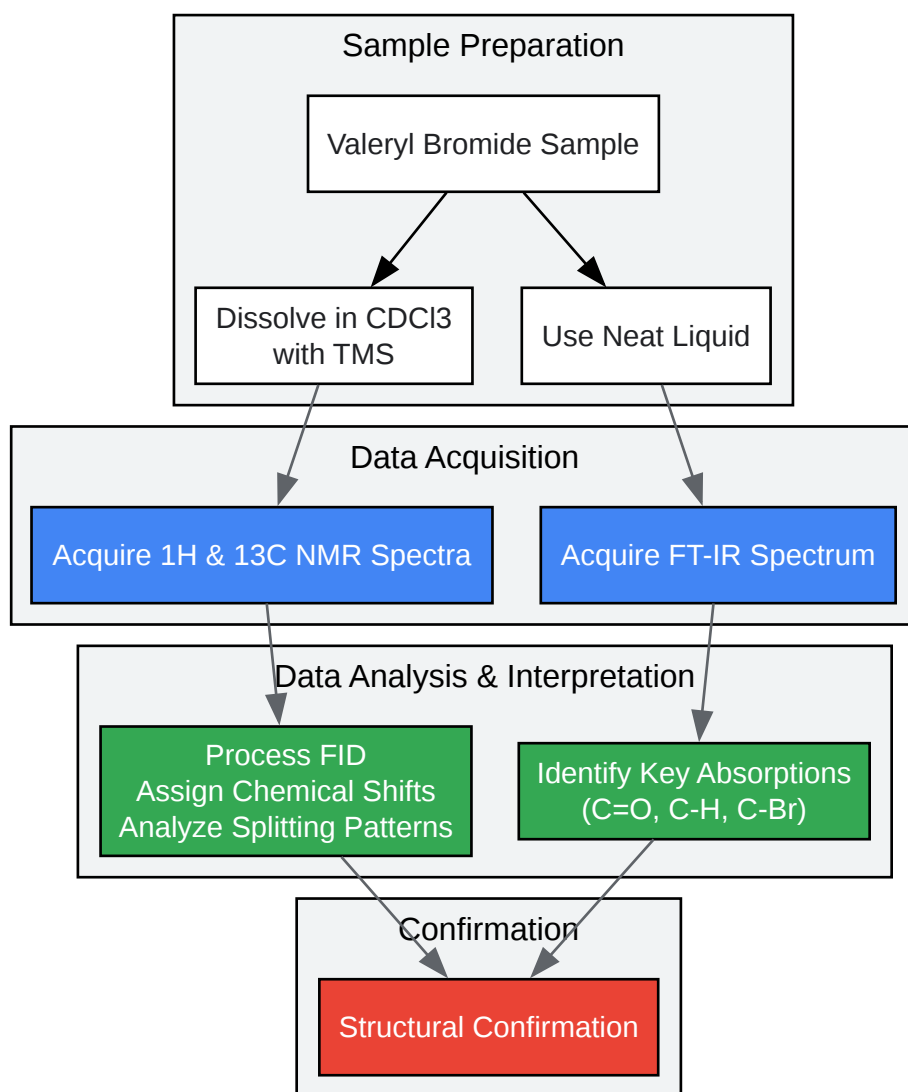 Sample Preparation
Valeryl Bromide Sample
Dissolve in CDCl3
with TMS
Use Neat Liquid
Data Acquisition
Acquire 1H & 13C NMR Spectra
Acquire FT-IR Spectrum
Data Analysis & Interpretation
Process FID
Assign Chemical Shifts
Analyze Splitting Patterns
Identify Key Absorptions
(C=O, C-H, C-Br)
Confirmation
Structural Confirmation